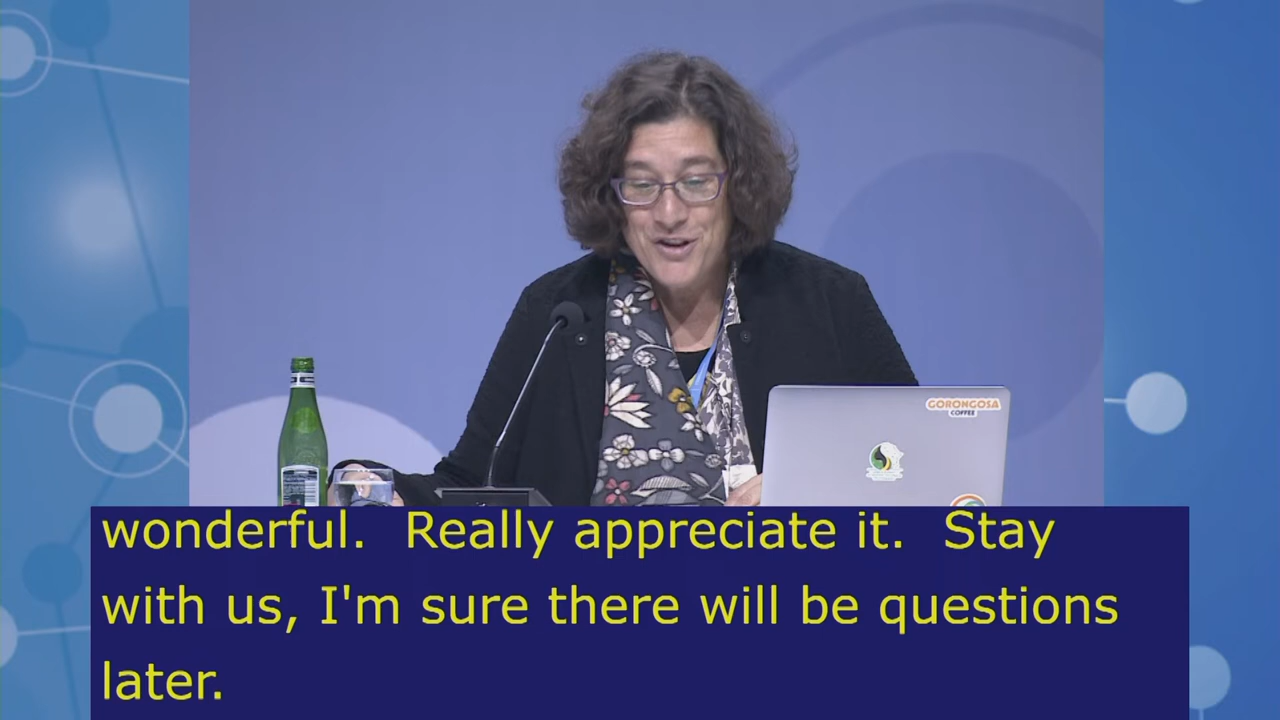 GORONGOSA
COFFEE
wonderful.  Really appreciate it.  Stay
with us, I'm sure there will be questions
later.